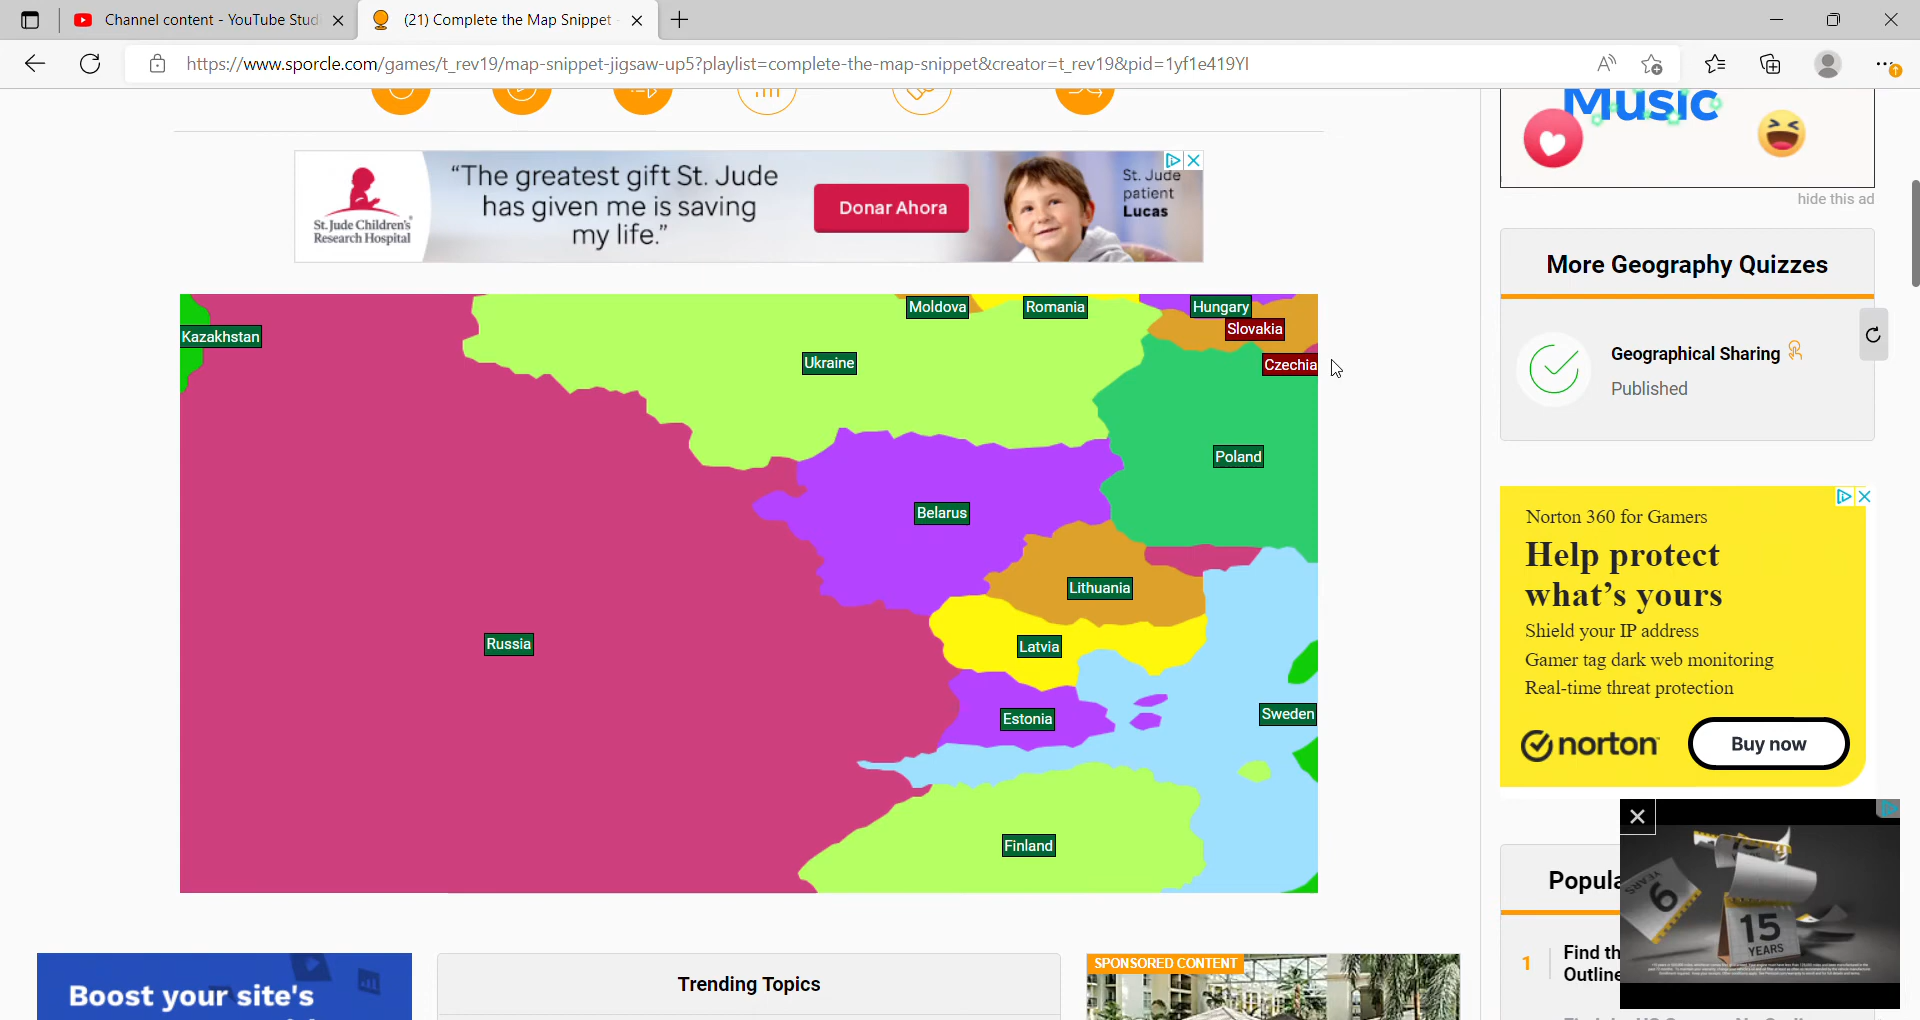 Channel content - YouTube Stud
(21) Complete the Map Snippet
https://www.sporcle.com/games/t_rev19/map-snippet-jigsaw-up5?playlist=complete-the-map-snippet&creator=t_rev19&pid=1yf1e419YI
Music
hide this ad
St. Jude Children's
Research Hospital
“The greatest gift St. Jude
has given me is saving
my life.”
Donar Ahora
St. Jude
patient
Lucas
More Geography Quizzes
Geographical Sharing
Published
Kazakhstan
Moldova
Romania
Hungary
Slovakia
Ukraine
Czechia
Poland
Belarus
Lithuania
Russia
Latvia
Estonia
Sweden
Finland
Norton 360 for Gamers
Help protect
what’s yours
Shield your IP address
Gamer tag dark web monitoring
Real-time threat protection
norton
Buy now
Popula
1
Find th
Outline
YEARS
6
15
YEARS
Boost your site's
Trending Topics
SPONSORED CONTENT